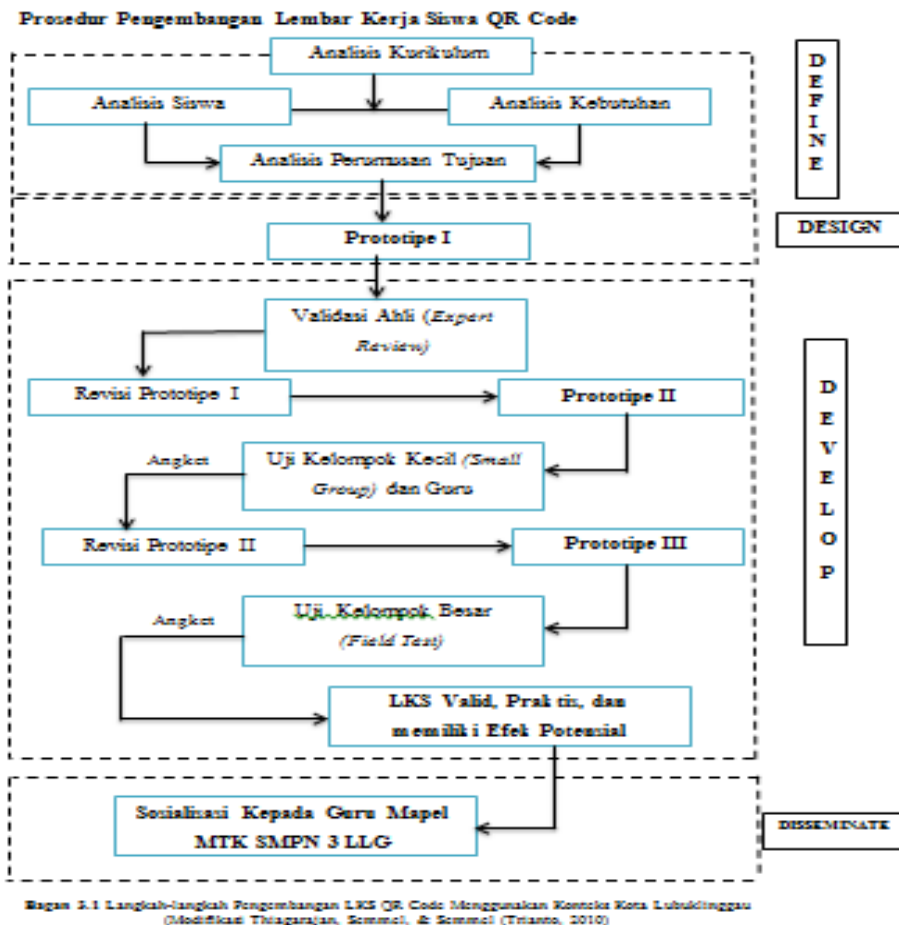 Prosedur Pengembangan Lembar Kerja Siswa QR Code
Analisis Kurikulum
Analisis Siswa
Analisis Kebutuhan
Analisis Perumusan Tujuan
DEFINE
Prototipe I
DESIGN
Validasi Ahli (Expert
Review)
Revisi Prototipe I
Prototipe II
Angket
Uji Kelompok Kecil (Small
Group) dan Guru
Revisi Prototipe II
Prototipe III
Angket
Uji Kelompok Besar
(Field Test)
LKS Valid, Praktis, dan
memiliki Efek Potensial
DEVELOP
Sosialisasi Kepada Guru Mapel
MTK SMPN 3 LLG
DISSEMINATE
Bagan 3.1 Langkah-langkah Pengembangan LKS QR Code Menggunakan Konteks Kota Lubuklinggau
(Modifikasi Thiagarajan, Semmel, & Semmel (Trianto, 2010)